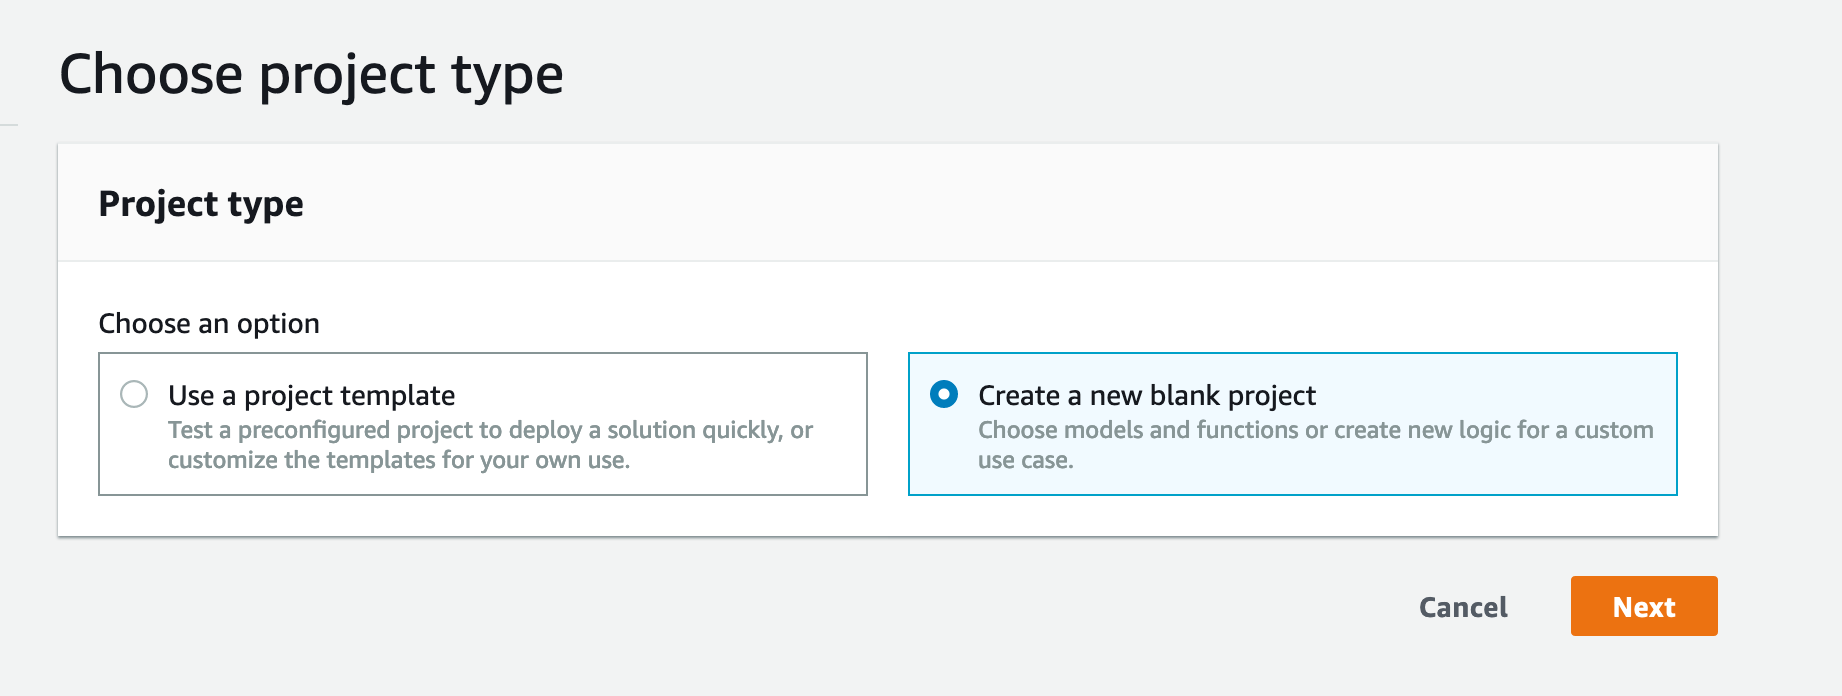 Choose project type
Project type
Choose an option
Use a project template
Test a preconfigured project to deploy a solution quickly, or
customize the templates for your own use.
Create a new blank project
Choose models and functions or create new logic for a custom
use case.
Cancel
Next